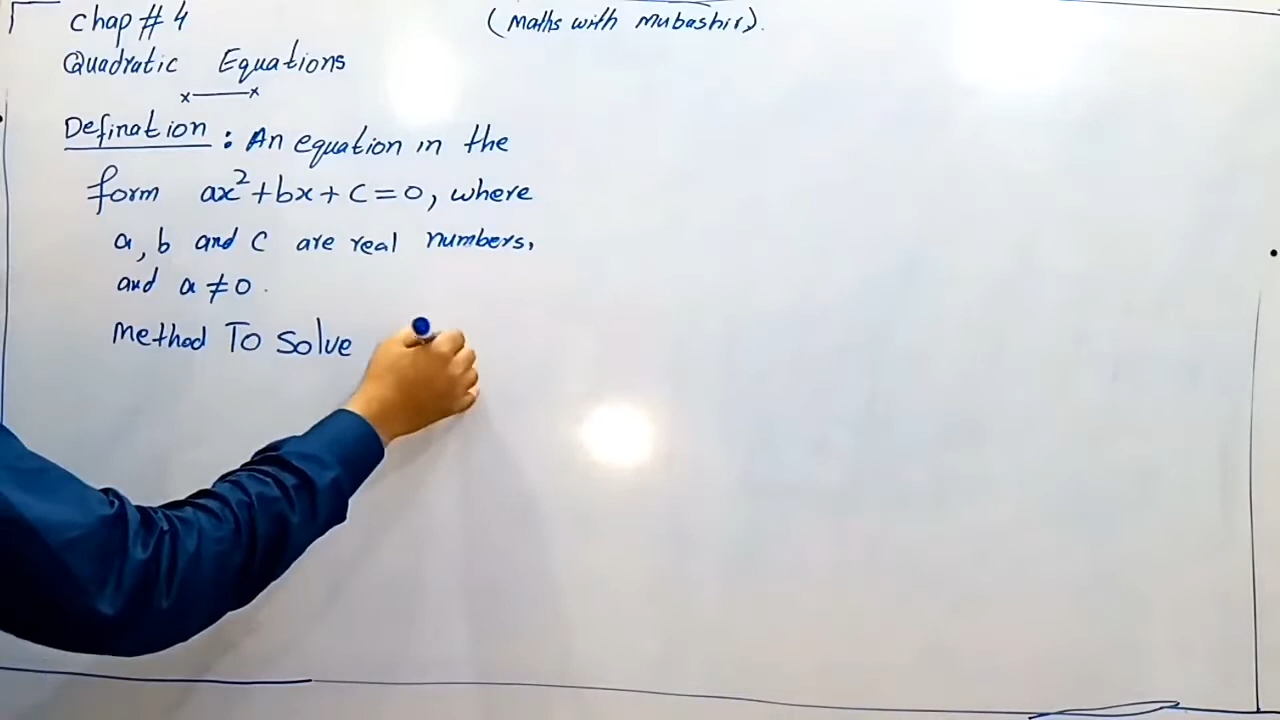 Chap # 4
(Maths with Mubashir).
Quadratic Equations
x——x
Defination : An equation in the
form ax²+bx+c=0, where
a, b and c are real numbers,
and a≠0.
Method To Solve